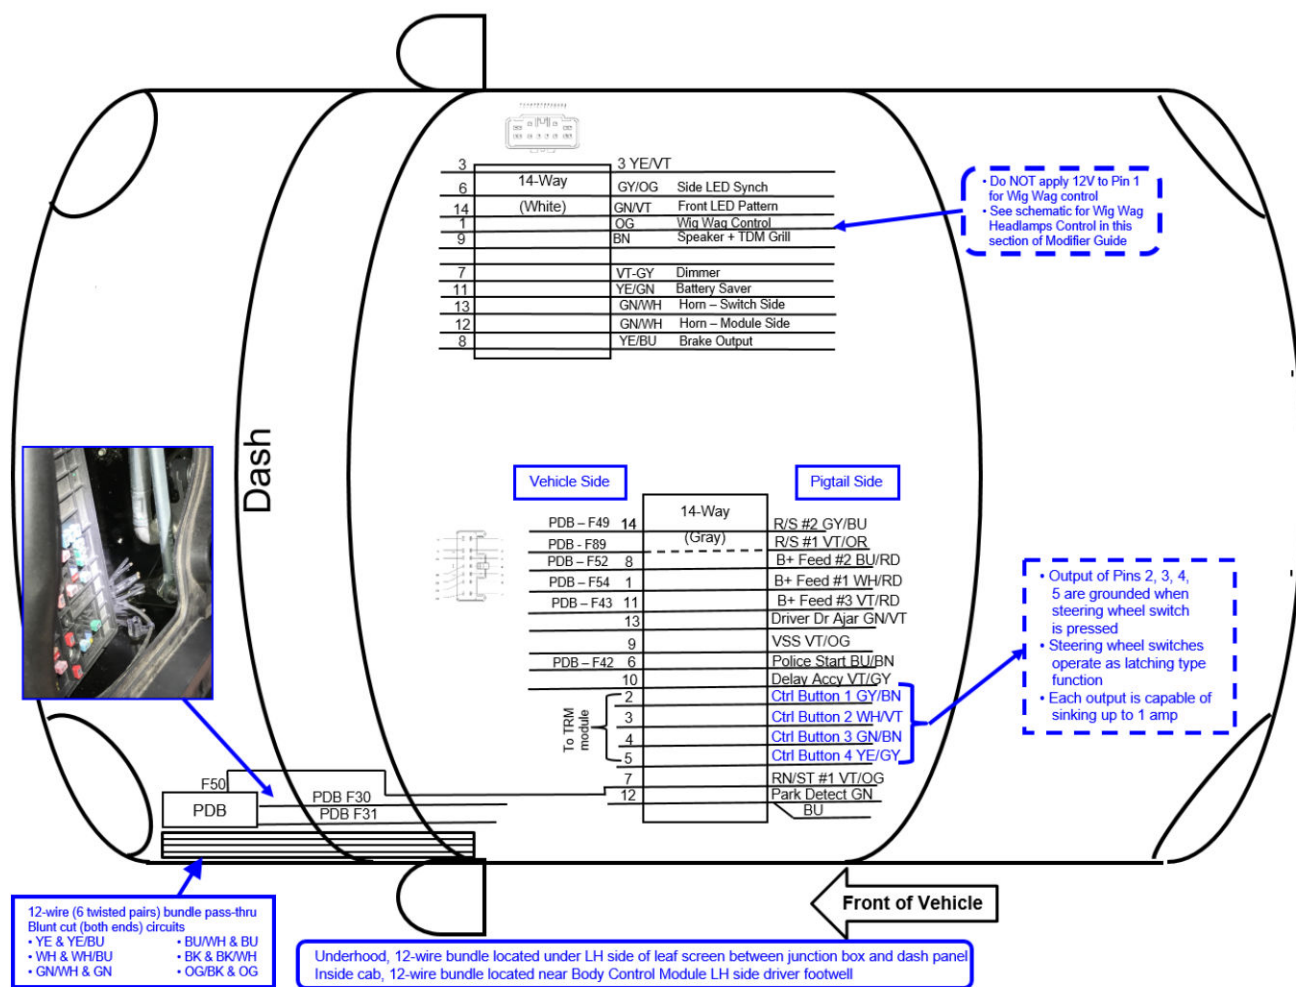 3 3 YE/VT
14-Way
(White)
6 GY/OG Side LED Synch
14 GN/VT Front LED Pattern
1 OG Wig Wag Control
9 BN Speaker + TDM Grill
7 VT-GY Dimmer
11 YE/GN Battery Saver
13 GN/WH Horn – Switch Side
12 GN/WH Horn – Module Side
8 YE/BU Brake Output
• Do NOT apply 12V to Pin 1
for Wig Wag control
• See schematic for Wig Wag
Headlamps Control in this
section of Modifier Guide
Dash
Vehicle Side
Pigtail Side
14-Way
(Gray)
PDB – F49 14 R/S #2 GY/BU
PDB - F89 R/S #1 VT/OR
PDB – F52 8 B+ Feed #2 BU/RD
PDB – F54 1 B+ Feed #1 WH/RD
PDB – F43 11 B+ Feed #3 VT/RD
13 Driver Dr Ajar GN/VT
9 VSS VT/OG
PDB – F42 6 Police Start BU/BN
10 Delay Accy VT/GY
2 Ctrl Button 1 GY/BN
3 Ctrl Button 2 WH/VT
4 Ctrl Button 3 GN/BN
5 Ctrl Button 4 YE/GY
To TRM
module
7 RN/ST #1 VT/OG
12 Park Detect GN
BU
• Output of Pins 2, 3, 4,
5 are grounded when
steering wheel switch
is pressed
• Steering wheel switches
operate as latching type
function
• Each output is capable of
sinking up to 1 amp
F50
PDB
PDB F30
PDB F31
12-wire (6 twisted pairs) bundle pass-thru
Blunt cut (both ends) circuits
• YE & YE/BU • BU/WH & BU
• WH & WH/BU • BK & BK/WH
• GN/WH & GN • OG/BK & OG
Front of Vehicle
Underhood, 12-wire bundle located under LH side of leaf screen between junction box and dash panel
Inside cab, 12-wire bundle located near Body Control Module LH side driver footwell